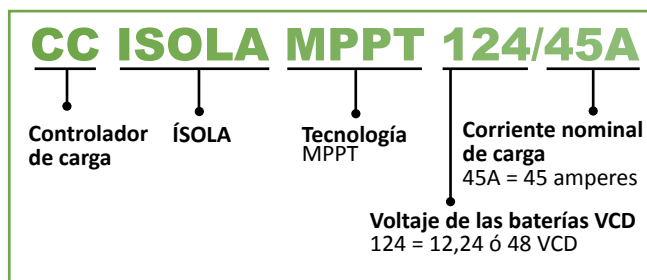 CC ISOLA MPPT 124/45A
Controlador
de carga
ÍSOLA
Tecnología
MPPT
Corriente nominal
de carga
45A = 45 amperes
Voltaje de las baterías VCD
124 = 12,24 ó 48 VCD